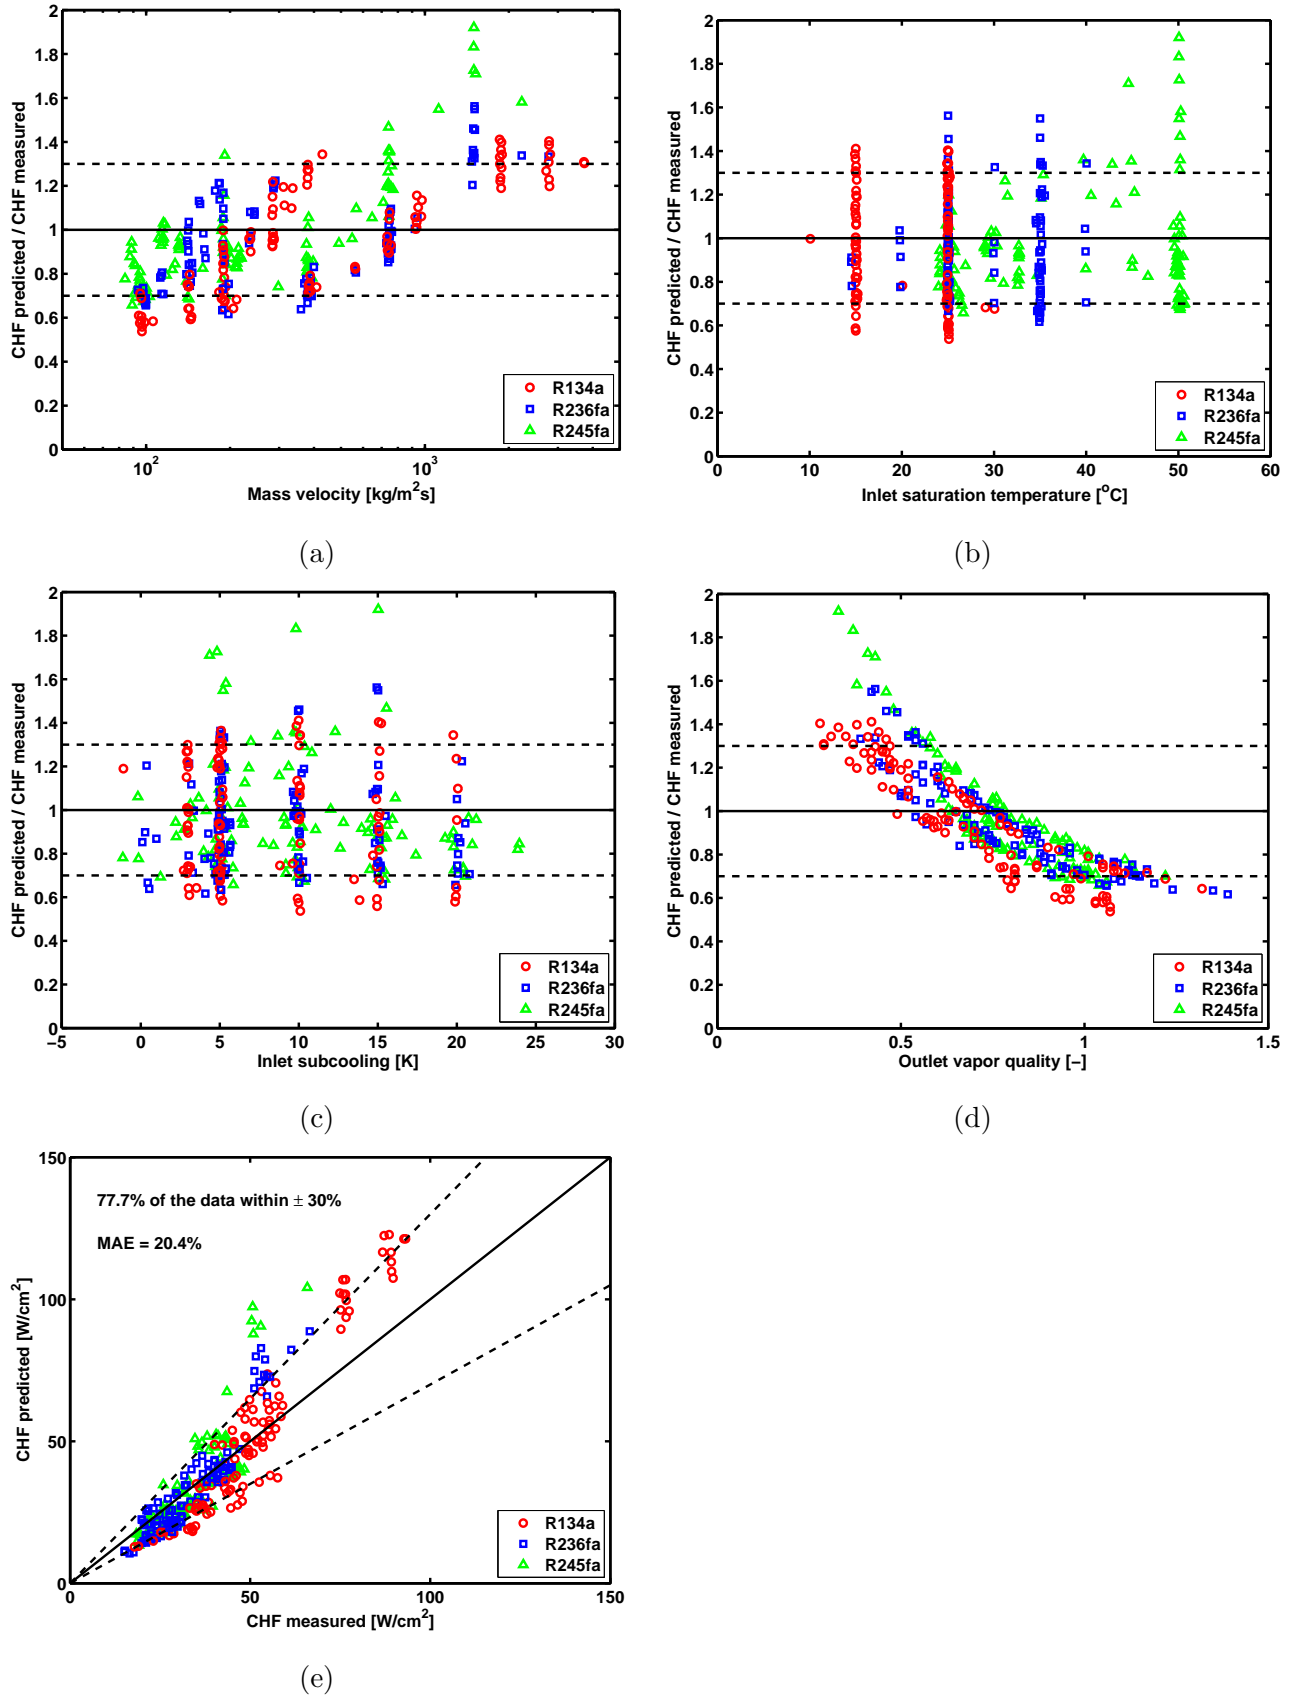 2
1.8
1.6
1.4
1.2
1
0.8
0.6
0.4
0.2
0
CHF predicted / CHF measured
R134a
R236fa
R245fa
10²
10³
Mass velocity [kg/m²s]
(a)
2
1.8
1.6
1.4
1.2
1
0.8
0.6
0.4
0.2
0
CHF predicted / CHF measured
R134a
R236fa
R245fa
0 10 20 30 40 50 60
Inlet saturation temperature [°C]
(b)
2
1.8
1.6
1.4
1.2
1
0.8
0.6
0.4
0.2
0
CHF predicted / CHF measured
R134a
R236fa
R245fa
−5 0 5 10 15 20 25 30
Inlet subcooling [K]
(c)
2
1.8
1.6
1.4
1.2
1
0.8
0.6
0.4
0.2
0
CHF predicted / CHF measured
R134a
R236fa
R245fa
0 0.5 1 1.5
Outlet vapor quality [−]
(d)
150
100
50
0
CHF predicted [W/cm²]
77.7% of the data within ± 30%
MAE = 20.4%
R134a
R236fa
R245fa
0 50 100 150
CHF measured [W/cm²]
(e)